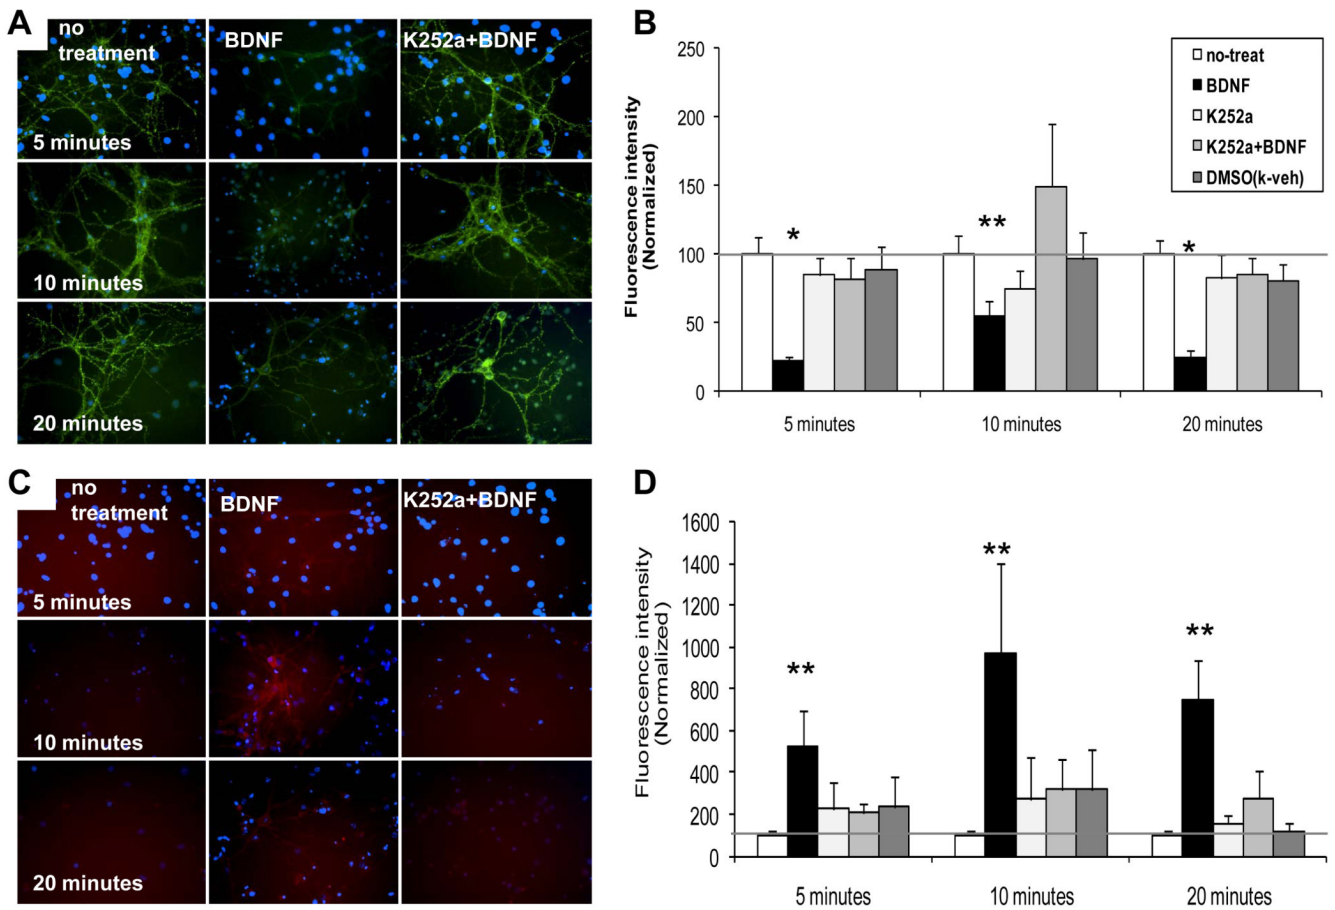 A
no
treatment
BDNF
K252a+BDNF
5 minutes
10 minutes
20 minutes
B
Fluorescence intensity
(Normalized)
250
200
150
100
50
0
*
**
*
no-treat
BDNF
K252a
K252a+BDNF
DMSO(k-veh)
5 minutes
10 minutes
20 minutes
C
no
treatment
BDNF
K252a+BDNF
5 minutes
10 minutes
20 minutes
D
Fluorescence intensity
(Normalized)
1600
1400
1200
1000
800
600
400
200
0
**
**
**
5 minutes
10 minutes
20 minutes